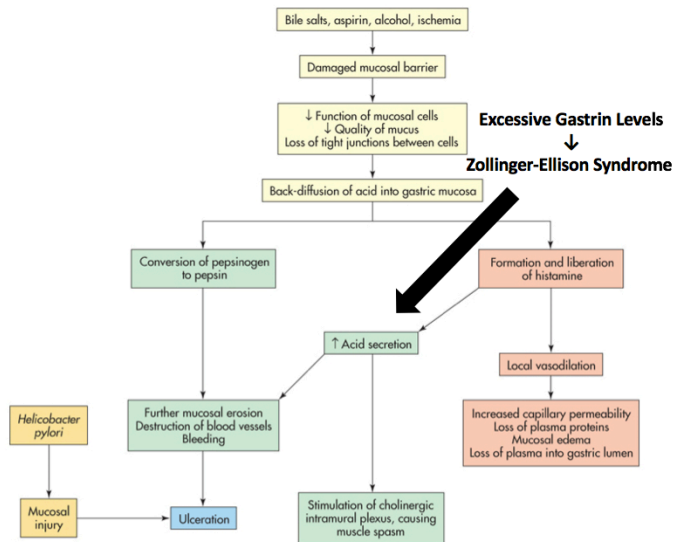 Bile salts, aspirin, alcohol, ischemia
Damaged mucosal barrier
↓ Function of mucosal cells
↓ Quality of mucus
Loss of tight junctions between cells
Excessive Gastrin Levels
↓
Zollinger-Ellison Syndrome
Back-diffusion of acid into gastric mucosa
Conversion of pepsinogen
to pepsin
Formation and liberation
of histamine
↑ Acid secretion
Local vasodilation
Helicobacter
pylori
Further mucosal erosion
Destruction of blood vessels
Bleeding
Increased capillary permeability
Loss of plasma proteins
Mucosal edema
Loss of plasma into gastric lumen
Mucosal
injury
Ulceration
Stimulation of cholinergic
intramural plexus, causing
muscle spasm